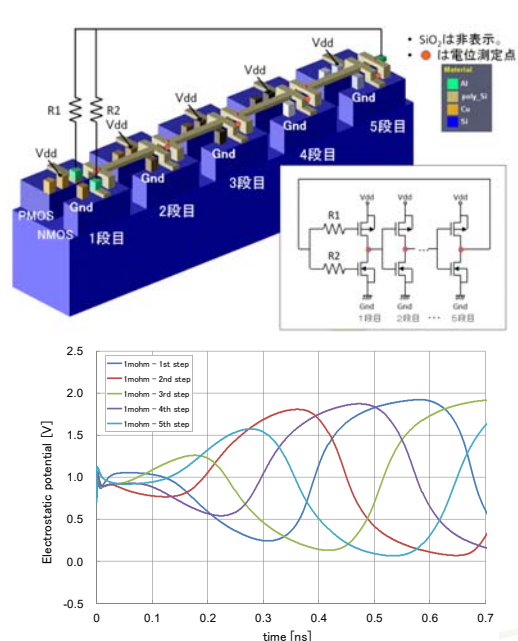 • SiO₂は非表示。
• ● は電位測定点
Material
Al
poly_Si
Cu
Si
Vdd
Vdd
Vdd
Vdd
Vdd
R1
R2
Gnd
Gnd
Gnd
Gnd
Gnd
PMOS
NMOS
1段目
2段目
3段目
4段目
5段目
Vdd Vdd Vdd
R1
R2
...
Gnd Gnd Gnd
1段目 2段目 ··· 5段目
2.5
2.0
1.5
1.0
0.5
0.0
-0.5
Electrostatic potential [V]
1mohm - 1st step
1mohm - 2nd step
1mohm - 3rd step
1mohm - 4th step
1mohm - 5th step
0 0.1 0.2 0.3 0.4 0.5 0.6 0.7
time [ns]